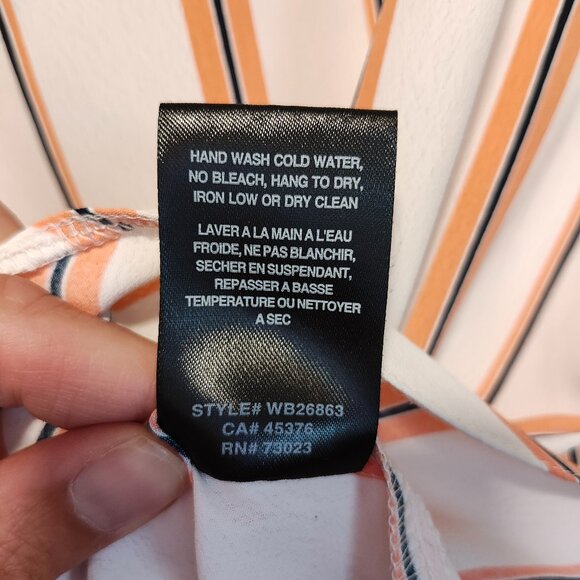 HAND WASH COLD WATER,
NO BLEACH, HANG TO DRY,
IRON LOW OR DRY CLEAN
LAVER A LA MAIN A L'EAU
FROIDE, NE PAS BLANCHIR,
SECHER EN SUSPENDANT,
REPASSER A BASSE
TEMPERATURE OU NETTOYER
A SEC
STYLE# WB26863
CA# 45376
RN# 73023